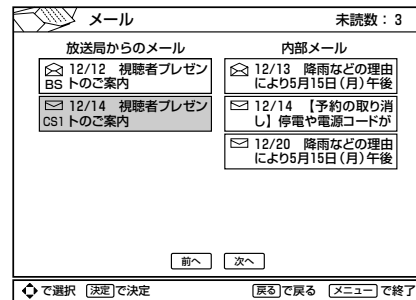 メール 未読数：3
放送局からのメール
12/12 視聴者プレゼン
BS トのご案内
12/14 視聴者プレゼン
CS1 トのご案内
内部メール
12/13 降雨などの理由
により5月15日（月）午後
12/14 【予約の取り消
し】停電や電源コードが
12/20 降雨などの理由
により5月15日（月）午後
前へ 次へ
で選択 決定 で決定 戻る で戻る メニュー で終了